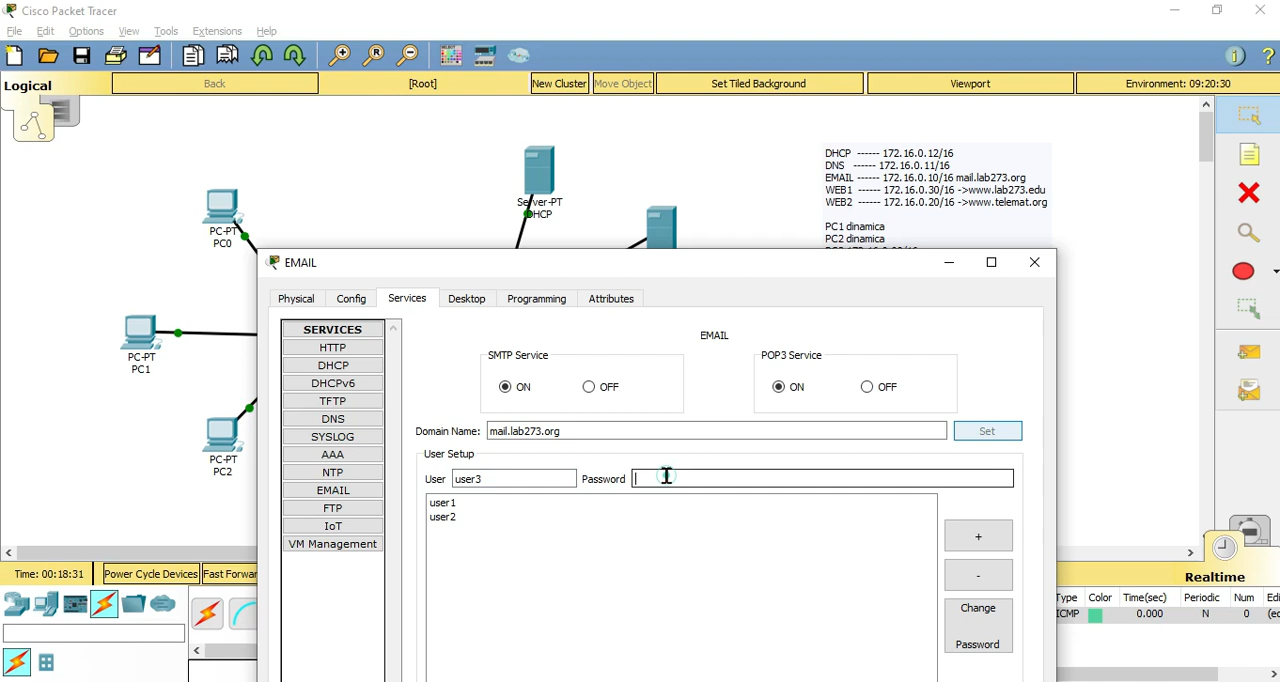 Cisco Packet Tracer
File Edit Options View Tools Extensions Help
Logical Back [Root] New Cluster Move Object Set Tiled Background Viewport Environment: 09:20:30
Server-PT
DHCP
PC-PT
PC0
PC-PT
PC1
PC-PT
PC2
DHCP ------ 172.16.0.12/16
DNS ------ 172.16.0.11/16
EMAIL ------ 172.16.0.10/16 mail.lab273.org
WEB1 ------ 172.16.0.30/16 ->www.lab273.edu
WEB2 ------ 172.16.0.20/16 ->www.telemat.org
PC1 dinamica
PC2 dinamica
EMAIL
Physical Config Services Desktop Programming Attributes
SERVICES
HTTP
DHCP
DHCPv6
TFTP
DNS
SYSLOG
AAA
NTP
EMAIL
FTP
IoT
VM Management
EMAIL
SMTP Service
ON OFF
POP3 Service
ON OFF
Domain Name: mail.lab273.org Set
User Setup
User user3 Password
user1
user2
+
-
Change
Password
Time: 00:18:31 Power Cycle Devices Fast Forwar
Realtime
Type Color Time(sec) Periodic Num Edi
ICMP 0.000 N 0 (ec